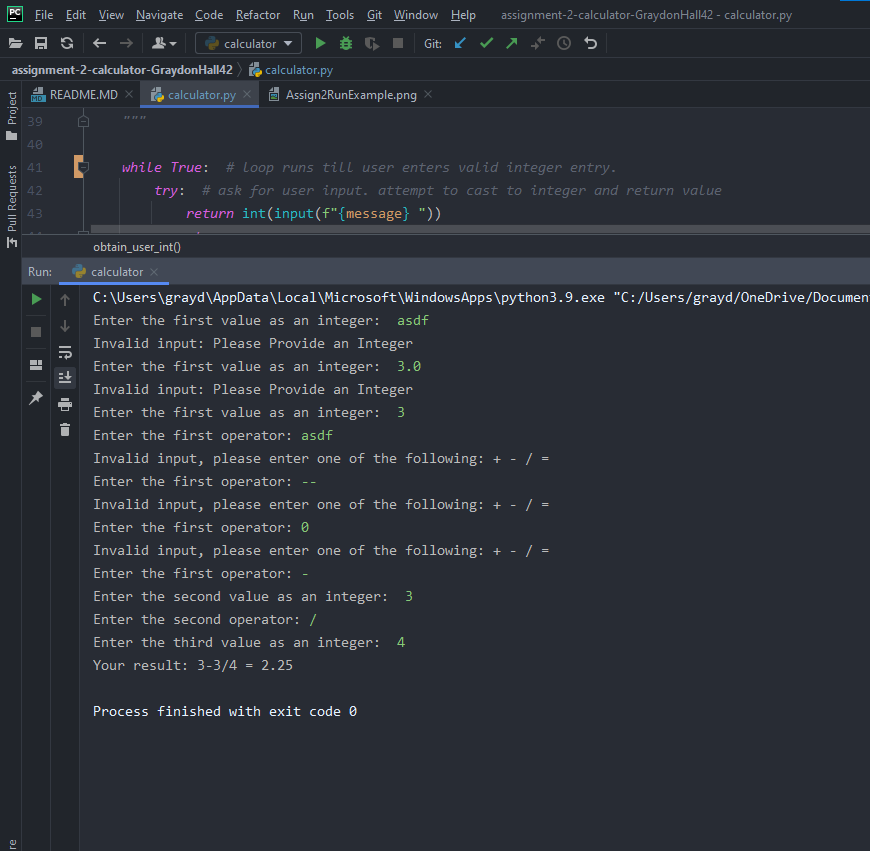 PC File Edit View Navigate Code Refactor Run Tools Git Window Help assignment-2-calculator-GraydonHall42 - calculator.py
calculator Git:
assignment-2-calculator-GraydonHall42 calculator.py
Project
Pull Requests
README.MD calculator.py Assign2RunExample.png
39 """
40
41 while True: # loop runs till user enters valid integer entry.
42 try: # ask for user input. attempt to cast to integer and return value
43 return int(input(f"{message} "))
obtain_user_int()
Run: calculator
C:\Users\grayd\AppData\Local\Microsoft\WindowsApps\python3.9.exe "C:/Users/grayd/OneDrive/Documen
Enter the first value as an integer:  asdf
Invalid input: Please Provide an Integer
Enter the first value as an integer:  3.0
Invalid input: Please Provide an Integer
Enter the first value as an integer:  3
Enter the first operator: asdf
Invalid input, please enter one of the following: + - / =
Enter the first operator: --
Invalid input, please enter one of the following: + - / =
Enter the first operator: 0
Invalid input, please enter one of the following: + - / =
Enter the first operator: -
Enter the second value as an integer:  3
Enter the second operator: /
Enter the third value as an integer:  4
Your result: 3-3/4 = 2.25
Process finished with exit code 0